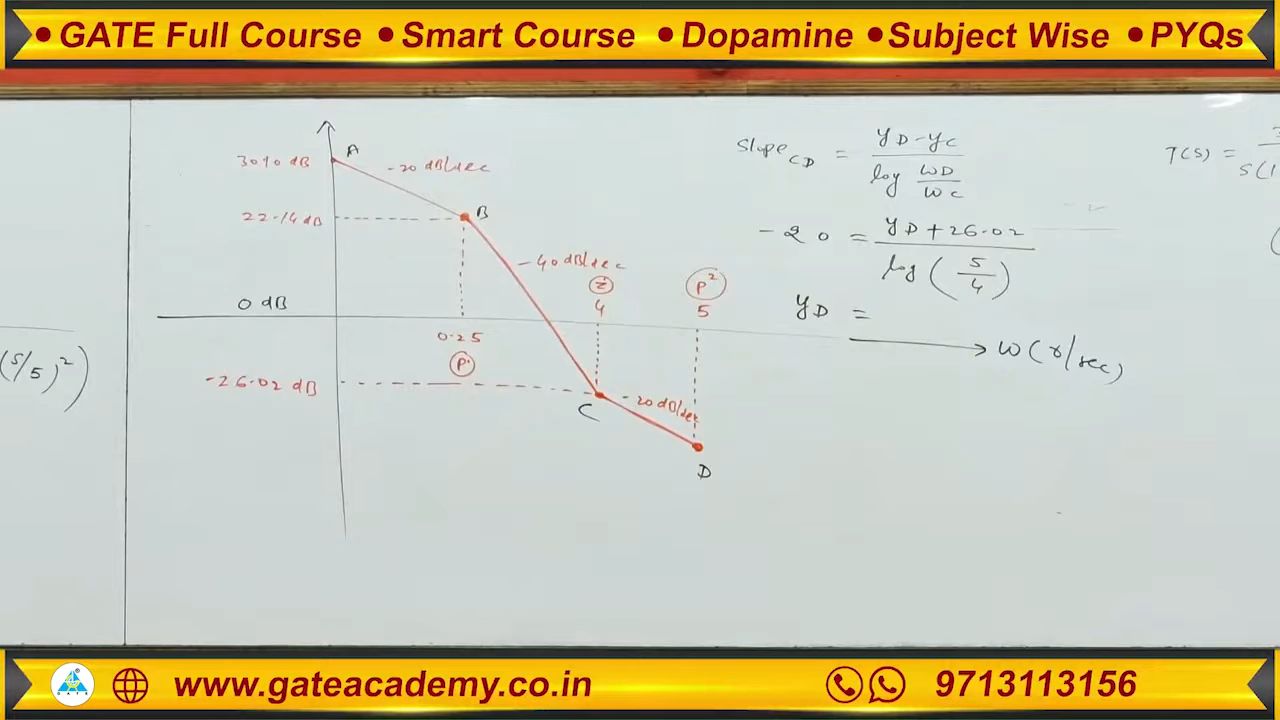 • GATE Full Course • Smart Course • Dopamine • Subject Wise • PYQs
(s/5)²)
30.10 dB
A
-20 dB/dec
22.14 dB
B
-40 dB/dec
0 dB
z
4
p²
5
0.25
P
-26.02 dB
C
-20 dB/dec
D
ω (r/sec)
Slope CD = yD - yC / log ωD/ωC
-20 = yD + 26.02 / log (5/4)
yD =
T(s) =
s(1
GATE
www.gateacademy.co.in
9713113156